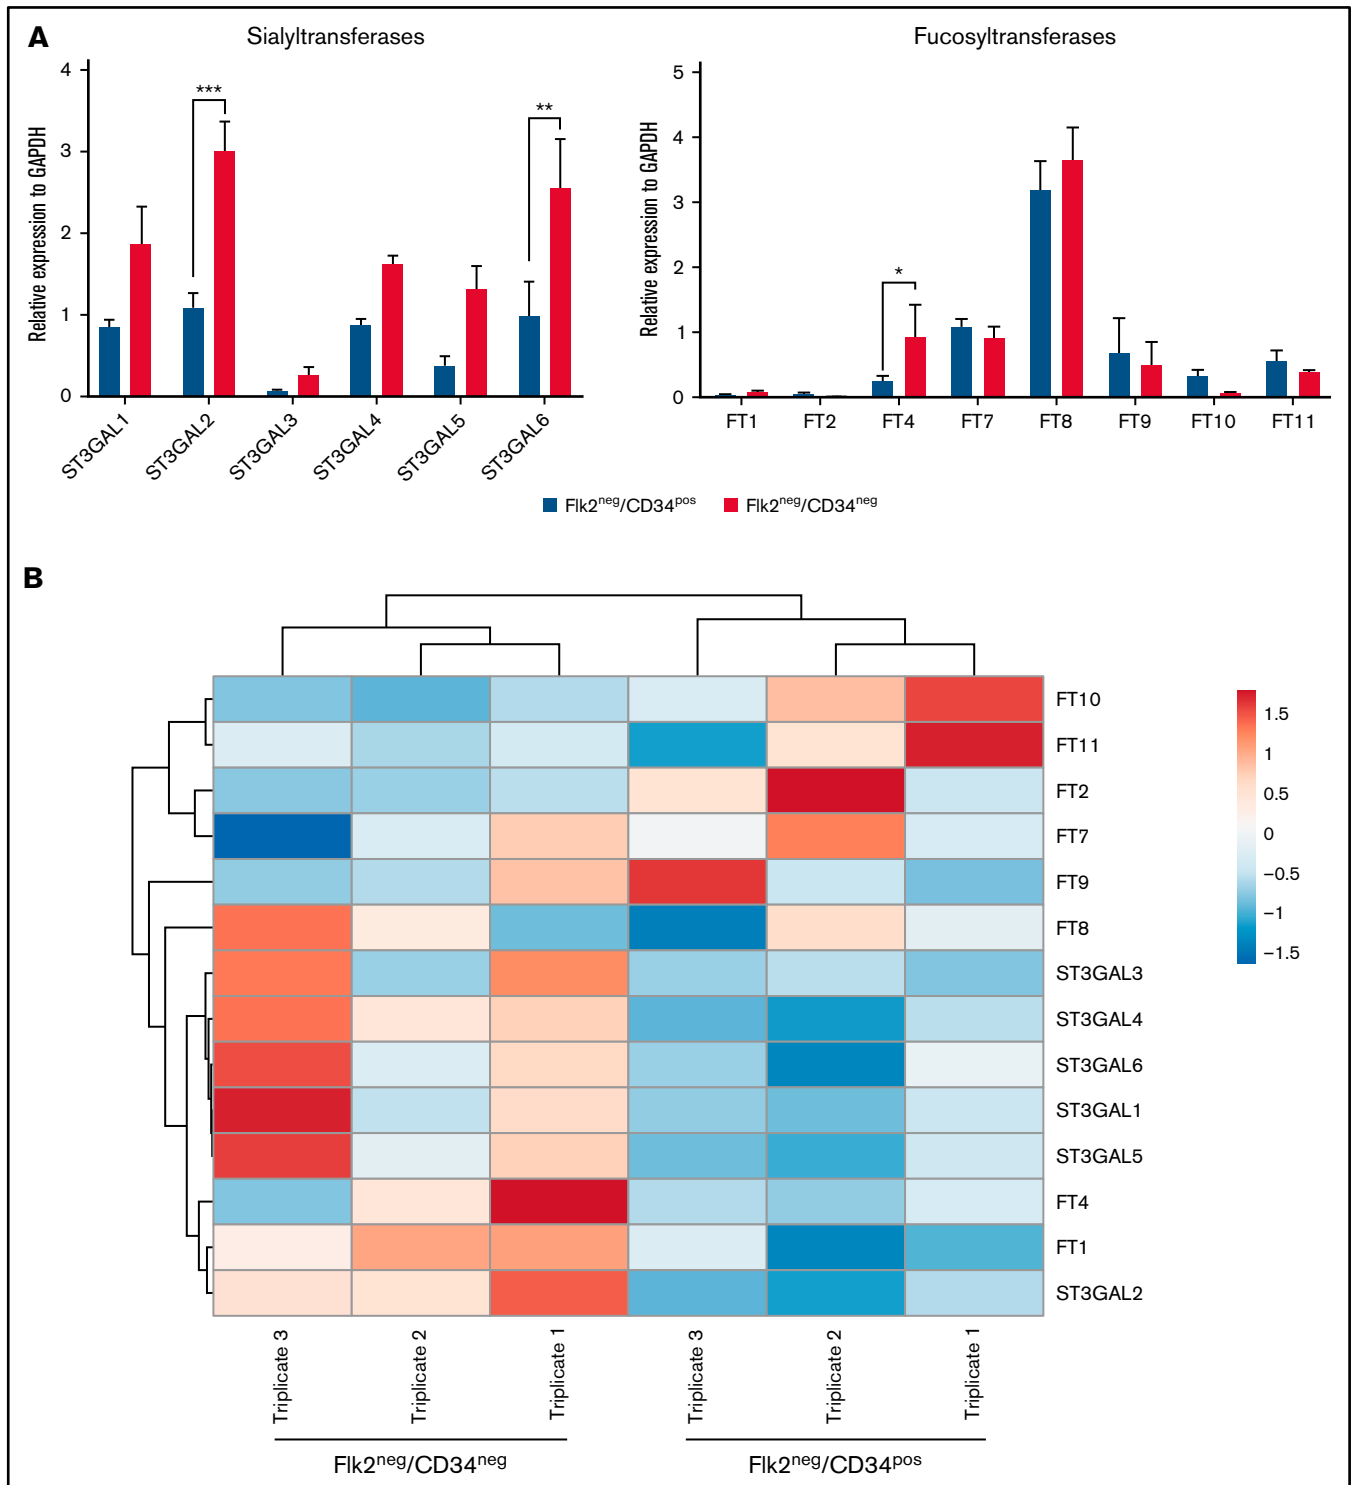 A
Sialyltransferases
Fucosyltransferases
Relative expression to GAPDH
4
3
2
1
0
***
**
ST3GAL1
ST3GAL2
ST3GAL3
ST3GAL4
ST3GAL5
ST3GAL6
Relative expression to GAPDH
5
4
3
2
1
0
*
FT1
FT2
FT4
FT7
FT8
FT9
FT10
FT11
Flk2neg/CD34pos
Flk2neg/CD34neg
B
FT10
FT11
FT2
FT7
FT9
FT8
ST3GAL3
ST3GAL4
ST3GAL6
ST3GAL1
ST3GAL5
FT4
FT1
ST3GAL2
1.5
1
0.5
0
−0.5
−1
−1.5
Triplicate 3
Triplicate 2
Triplicate 1
Triplicate 3
Triplicate 2
Triplicate 1
Flk2neg/CD34neg
Flk2neg/CD34pos